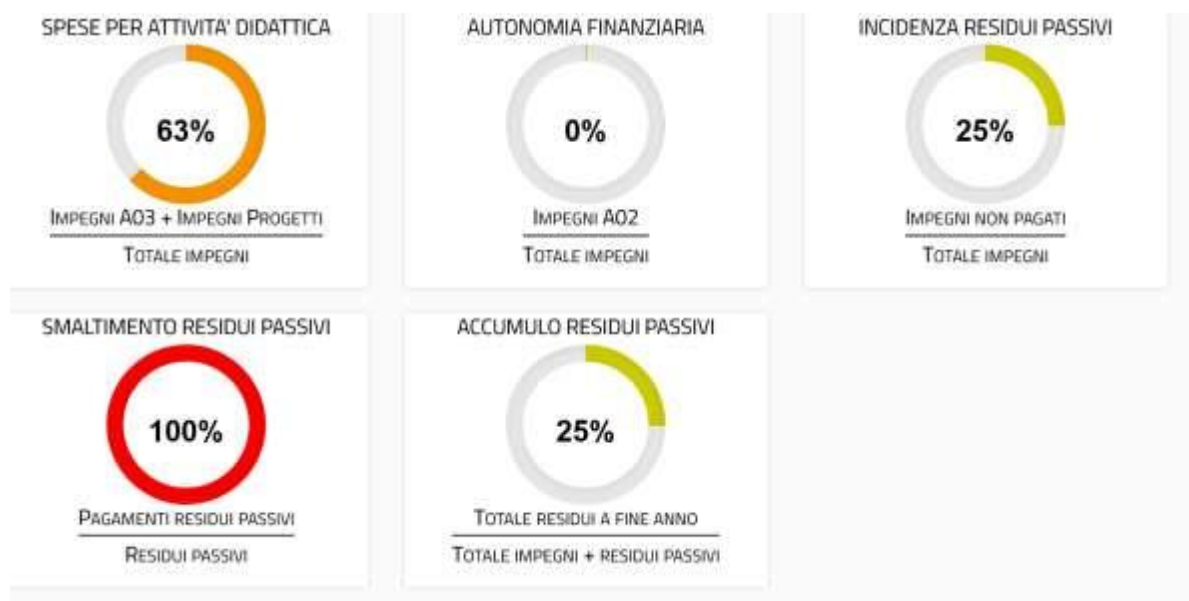 SPESE PER ATTIVITA' DIDATTICA
63%
IMPEGNI A03 + IMPEGNI PROGETTI
TOTALE IMPEGNI
AUTONOMIA FINANZIARIA
0%
IMPEGNI A02
TOTALE IMPEGNI
INCIDENZA RESIDUI PASSIVI
25%
IMPEGNI NON PAGATI
TOTALE IMPEGNI
SMALTIMENTO RESIDUI PASSIVI
100%
PAGAMENTI RESIDUI PASSIVI
RESIDUI PASSIVI
ACCUMULO RESIDUI PASSIVI
25%
TOTALE RESIDUI A FINE ANNO
TOTALE IMPEGNI + RESIDUI PASSIVI